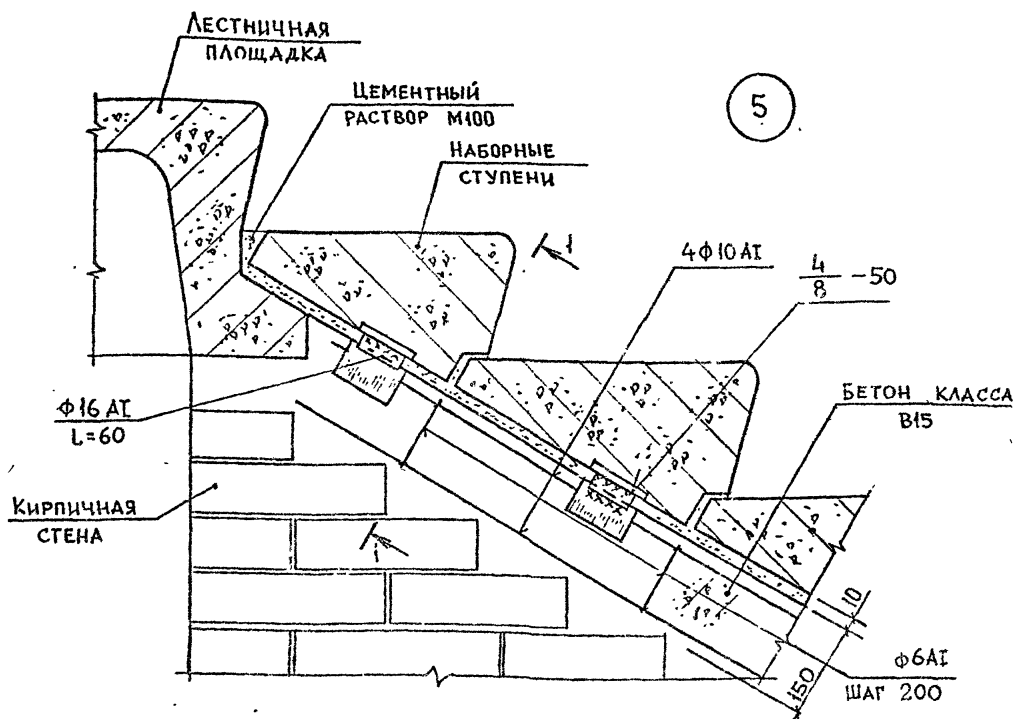 ЛЕСТНИЧНАЯ
ПЛОЩАДКА
ЦЕМЕНТНЫЙ
РАСТВОР М100
5
НАБОРНЫЕ
СТУПЕНИ
1
4Ф10АI
4/8 -50
БЕТОН КЛАССА
В15
Ф16АI
L=60
КИРПИЧНАЯ
СТЕНА
1
10
150
Ф6АI
ШАГ 200